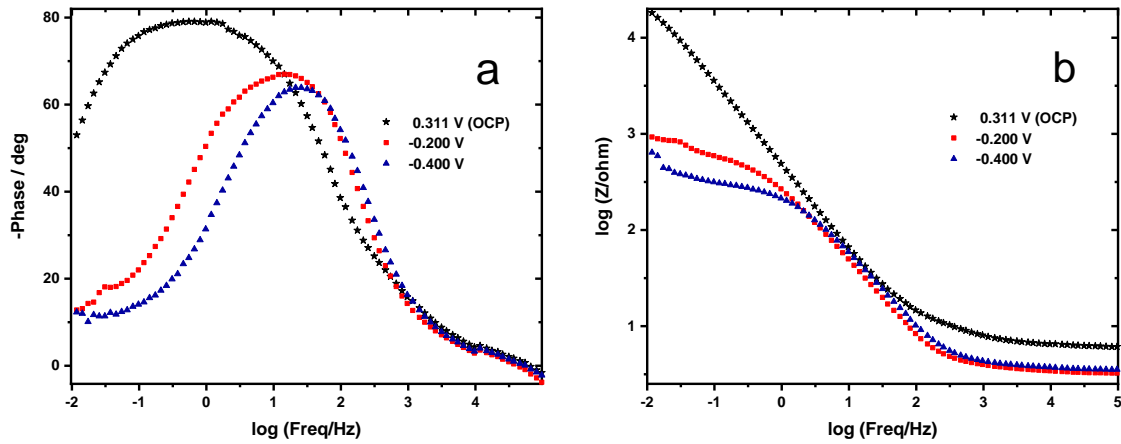 80
60
40
20
0
-Phase / deg
a
0.311 V (OCP)
-0.200 V
-0.400 V
-2 -1 0 1 2 3 4
log (Freq/Hz)
4
3
2
1
log (Z/ohm)
b
0.311 V (OCP)
-0.200 V
-0.400 V
-2 -1 0 1 2 3 4 5
log (Freq/Hz)